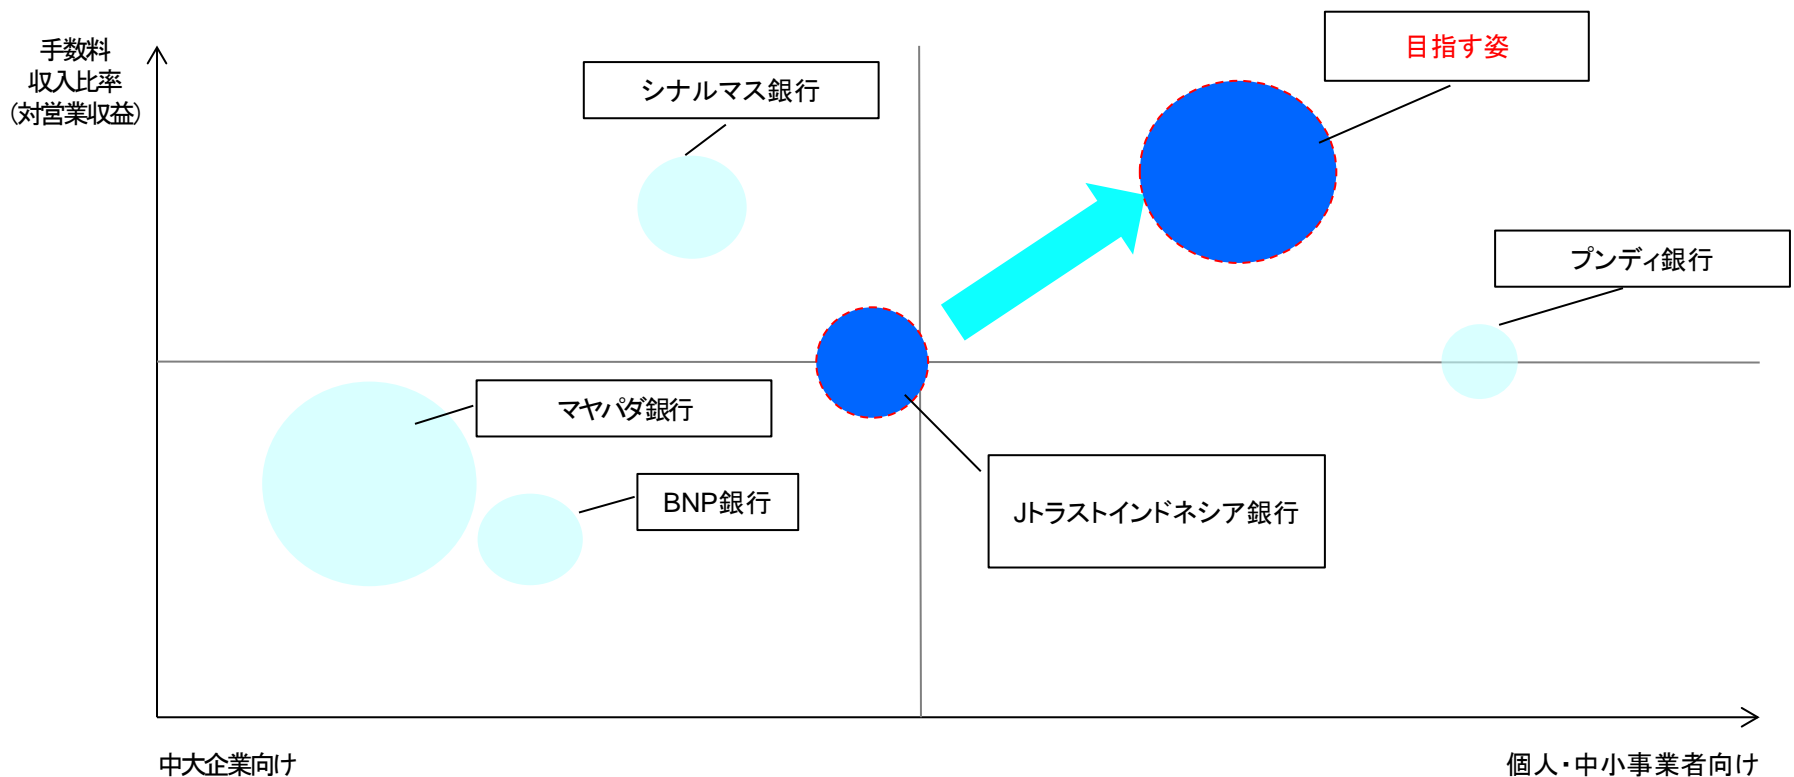 手数料
収入比率
(対営業収益)
シナルマス銀行
目指す姿
プンディ銀行
マヤパダ銀行
BNP銀行
Jトラストインドネシア銀行
中大企業向け
個人・中小事業者向け